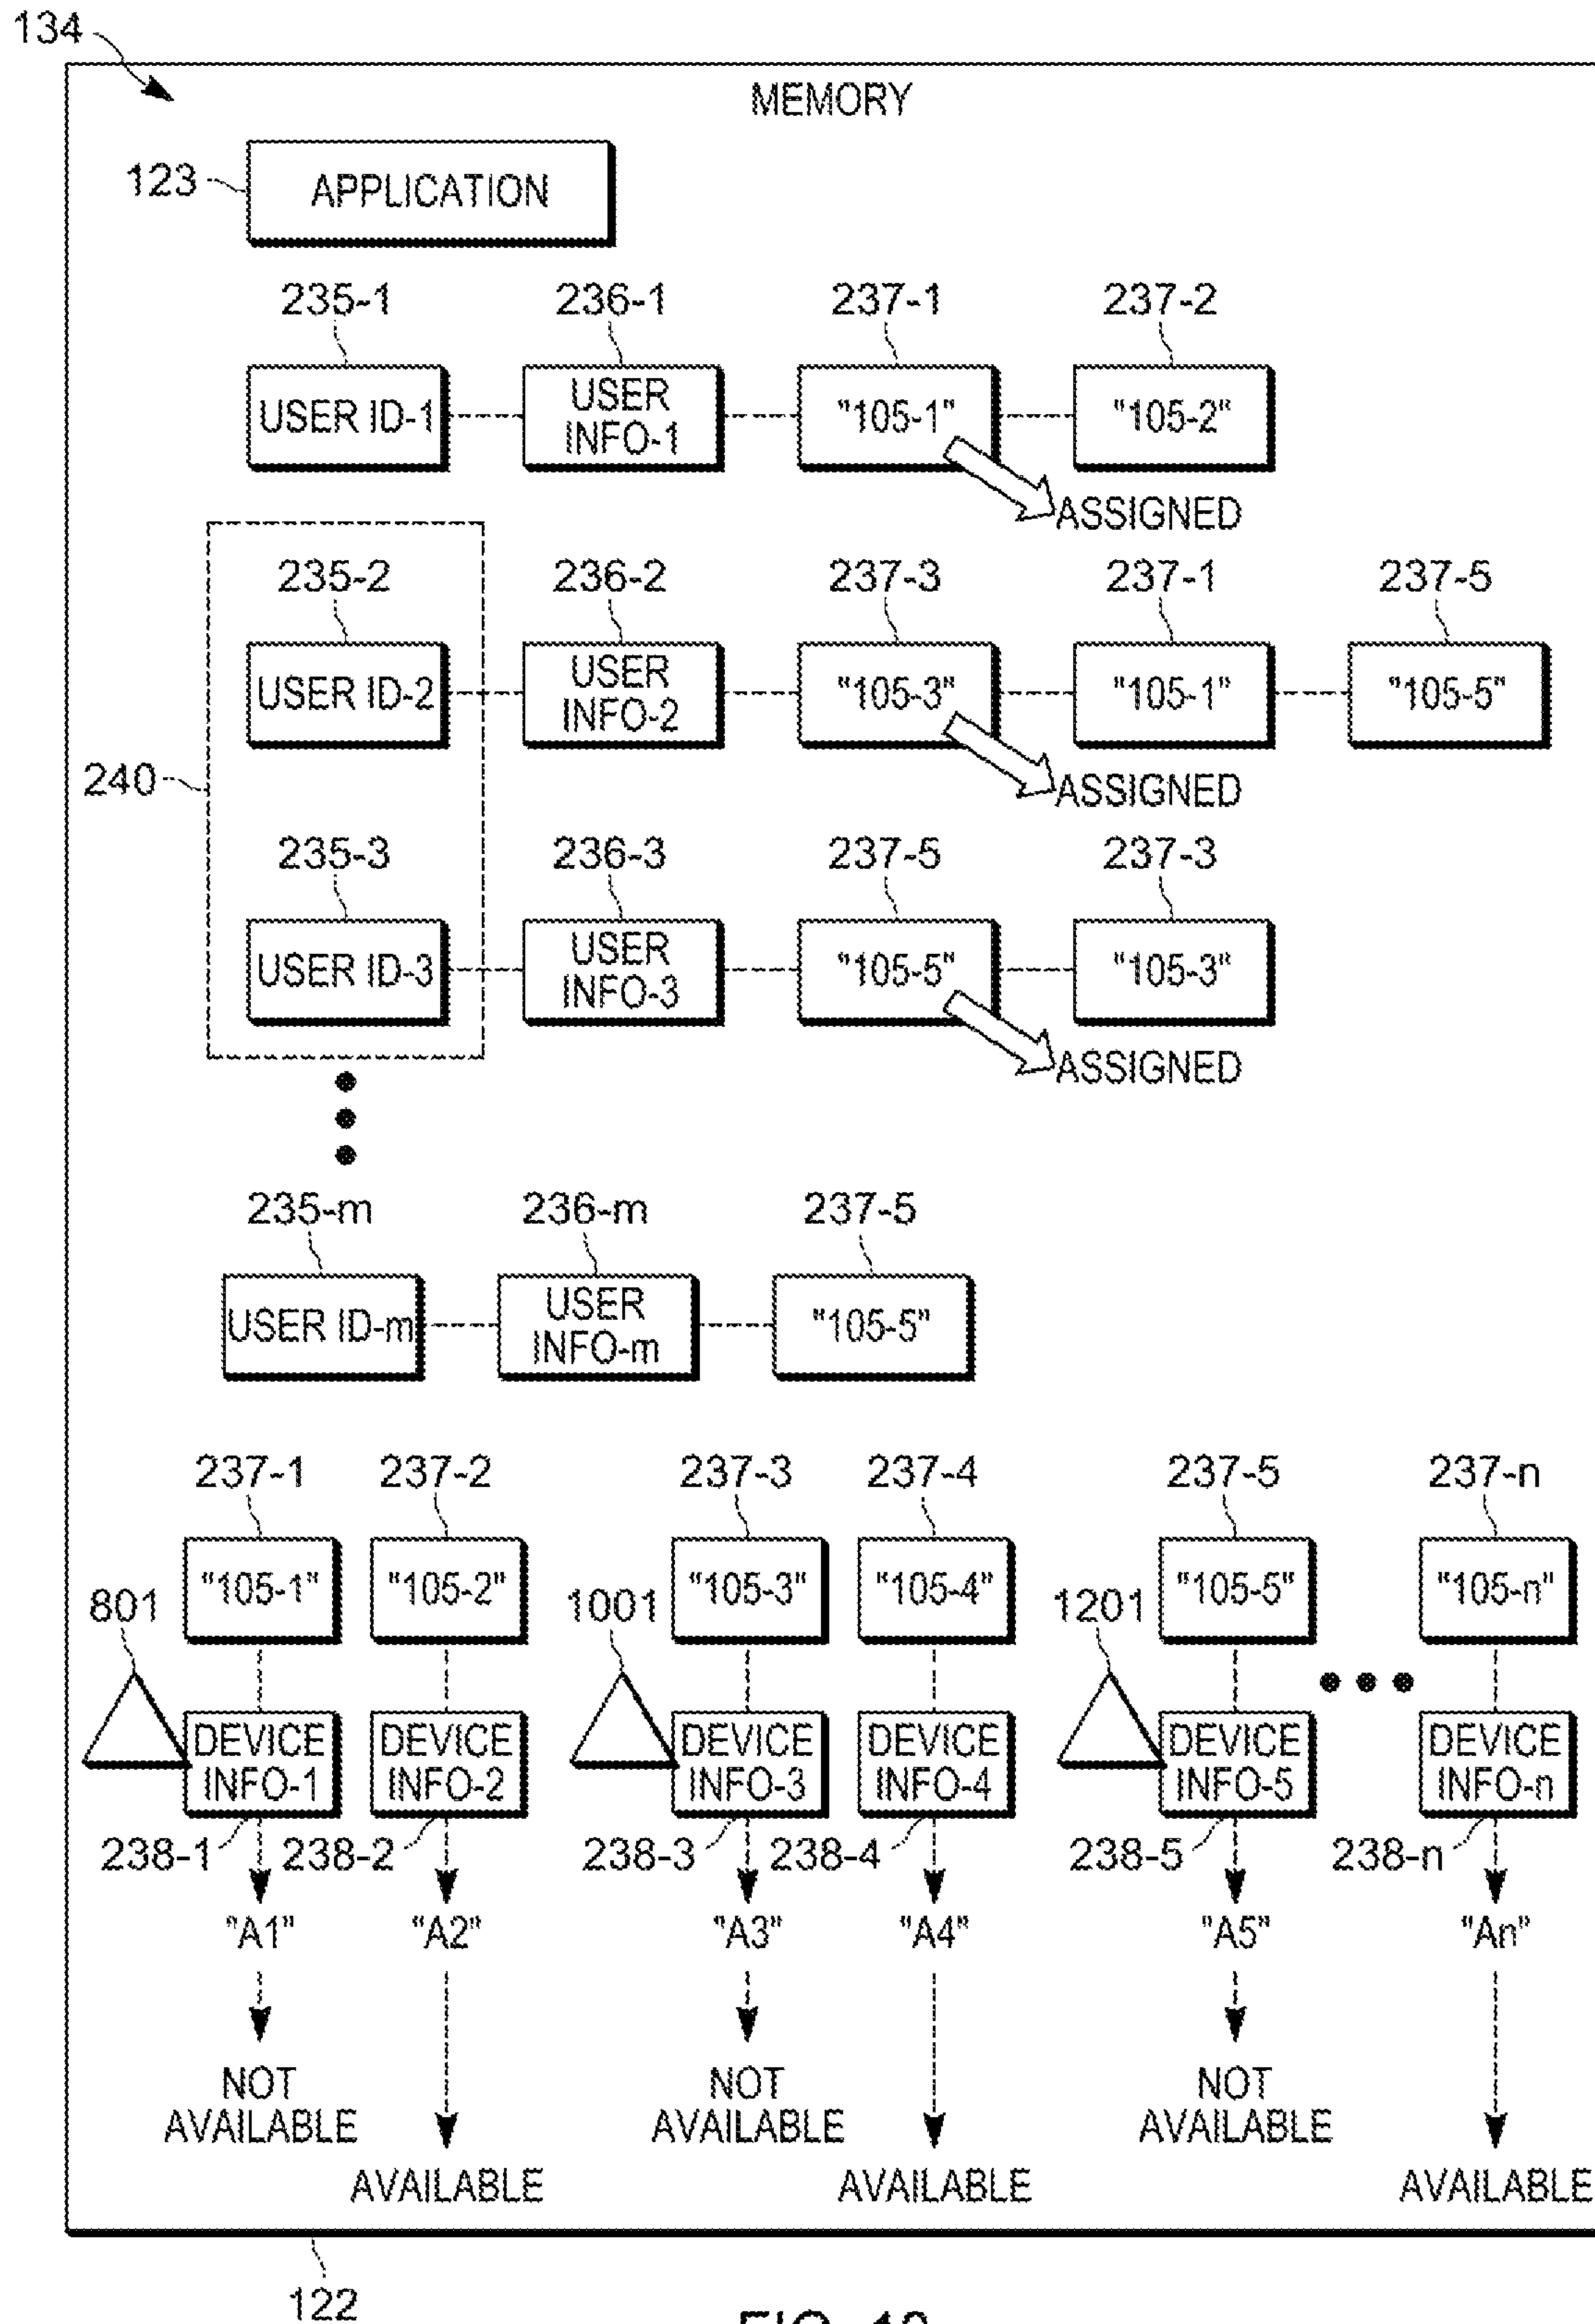 134
MEMORY
123
APPLICATION
235-1 236-1 237-1 237-2
USER ID-1 USER INFO-1 "105-1" "105-2"
ASSIGNED
235-2 236-2 237-3 237-1 237-5
USER ID-2 USER INFO-2 "105-3" "105-1" "105-5"
240
ASSIGNED
235-3 236-3 237-5 237-3
USER ID-3 USER INFO-3 "105-5" "105-3"
ASSIGNED
235-m 236-m 237-5
USER ID-m USER INFO-m "105-5"
237-1 237-2 237-3 237-4 237-5 237-n
"105-1" "105-2" "105-3" "105-4" "105-5" "105-n"
801 1001 1201
DEVICE INFO-1 DEVICE INFO-2 DEVICE INFO-3 DEVICE INFO-4 DEVICE INFO-5 DEVICE INFO-n
238-1 238-2 238-3 238-4 238-5 238-n
"A1" "A2" "A3" "A4" "A5" "An"
NOT AVAILABLE NOT AVAILABLE NOT AVAILABLE
AVAILABLE AVAILABLE AVAILABLE
122